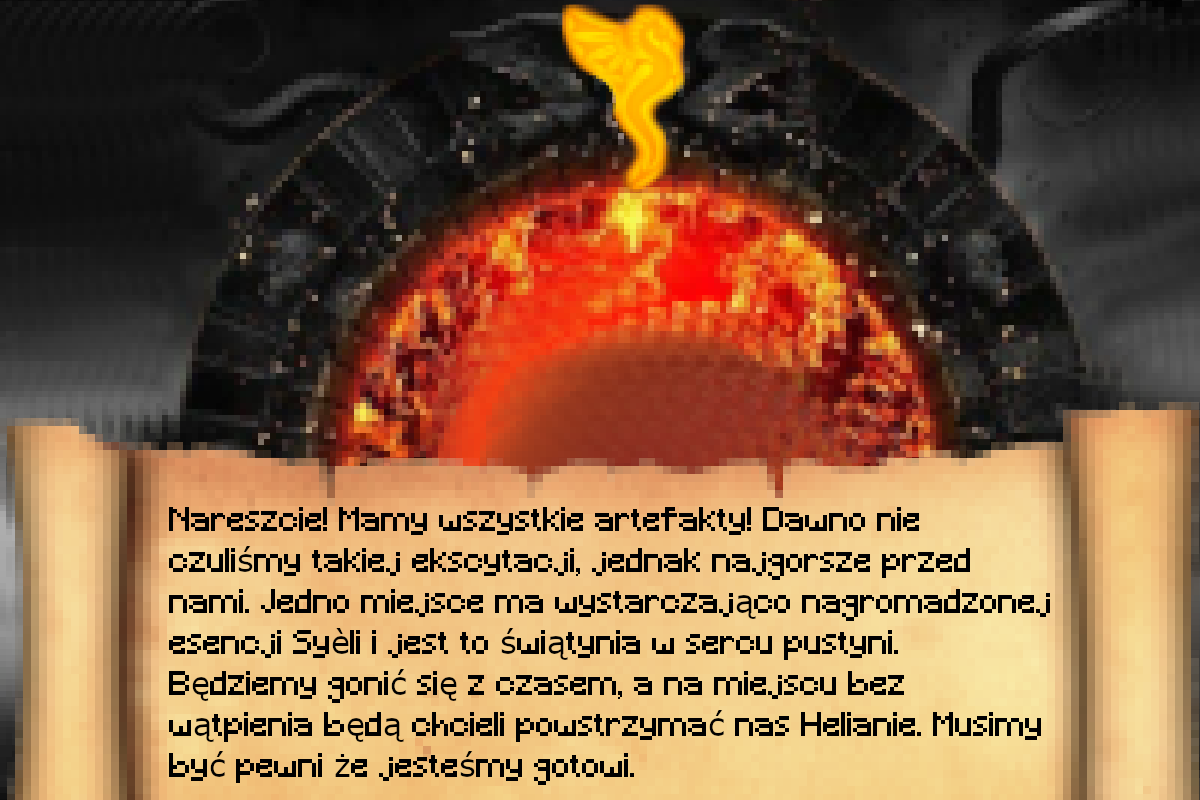 Nareszcie! Mamy wszystkie artefakty! Dawno nie
czuliśmy takiej ekscytacji, jednak najgorsze przed
nami. Jedno miejsce ma wystarczająco nagromadzonej
esencji Syèli i jest to świątynia w sercu pustyni.
Będziemy gonić się z czasem, a na miejscu bez
wątpienia będą chcieli powstrzymać nas Helianie. Musimy
być pewni że jesteśmy gotowi.